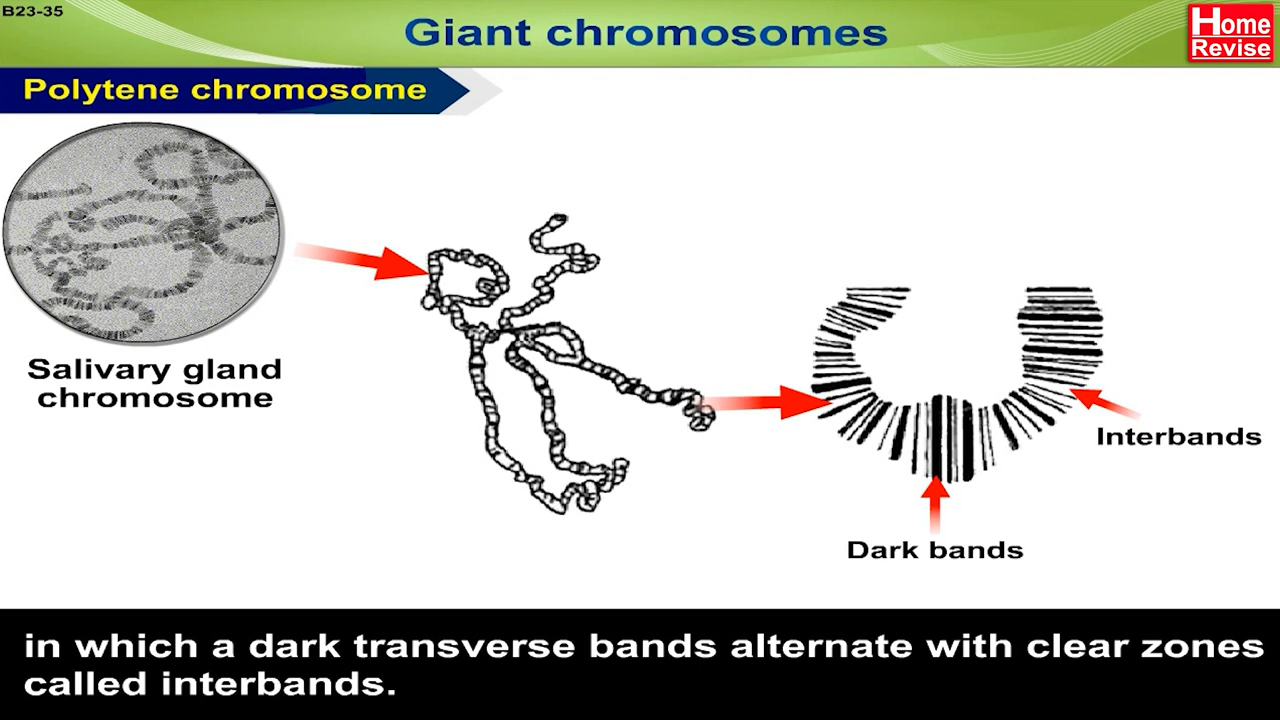 B23-35
Giant chromosomes
Home
Revise
Polytene chromosome
Salivary gland
chromosome
Interbands
Dark bands
in which a dark transverse bands alternate with clear zones
called interbands.